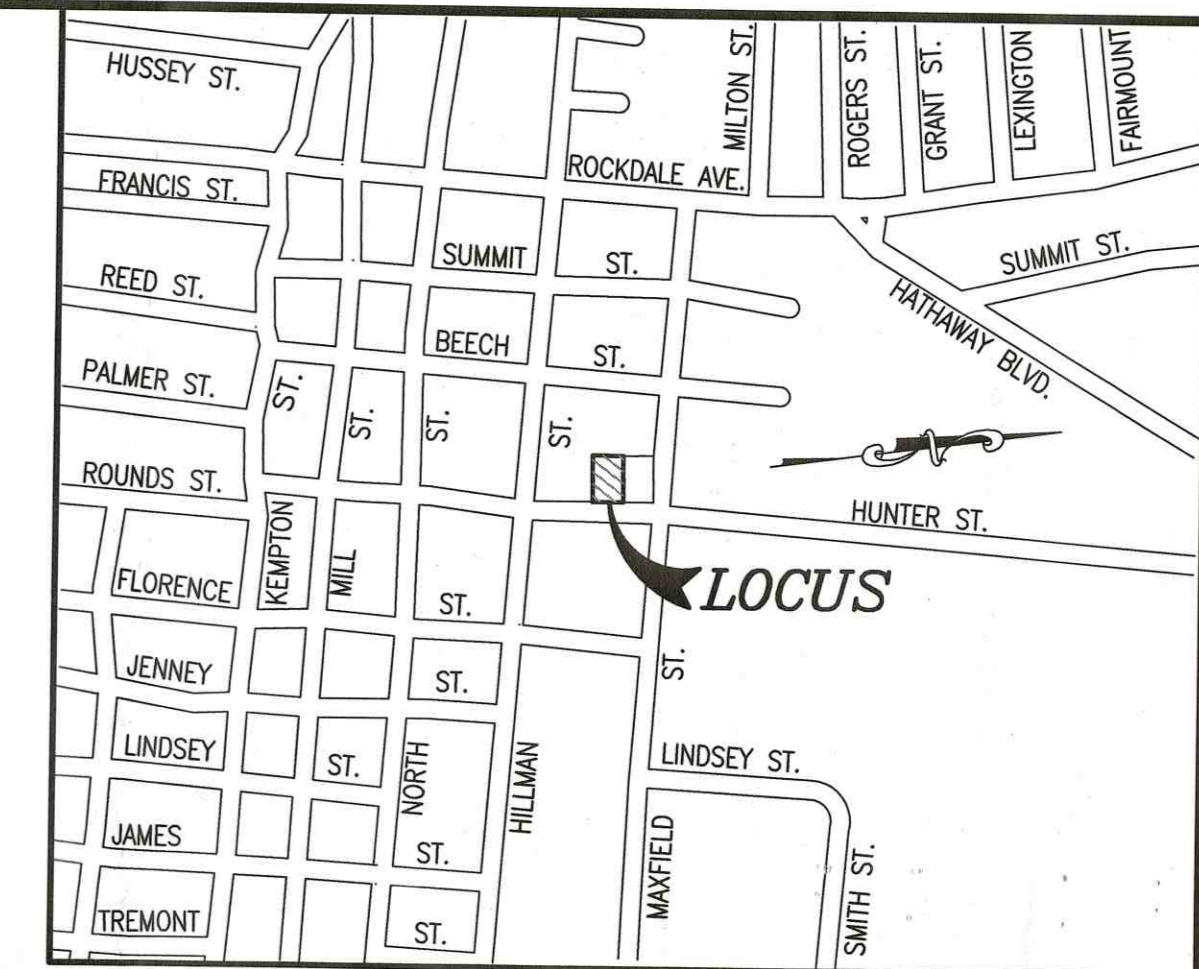 HUSSEY ST.
MILTON ST.
ROGERS ST.
GRANT ST.
LEXINGTON
FAIRMOUNT
FRANCIS ST.
ROCKDALE AVE.
SUMMIT ST.
SUMMIT ST.
REED ST.
HATHAWAY BLVD.
BEECH ST.
PALMER ST.
ST.
ST.
ST.
ST.
N
ROUNDS ST.
HUNTER ST.
KEMPTON
MILL
FLORENCE ST.
LOCUS
JENNEY ST.
ST.
LINDSEY ST.
NORTH
HILLMAN
LINDSEY ST.
JAMES ST.
MAXFIELD
SMITH ST.
TREMONT ST.